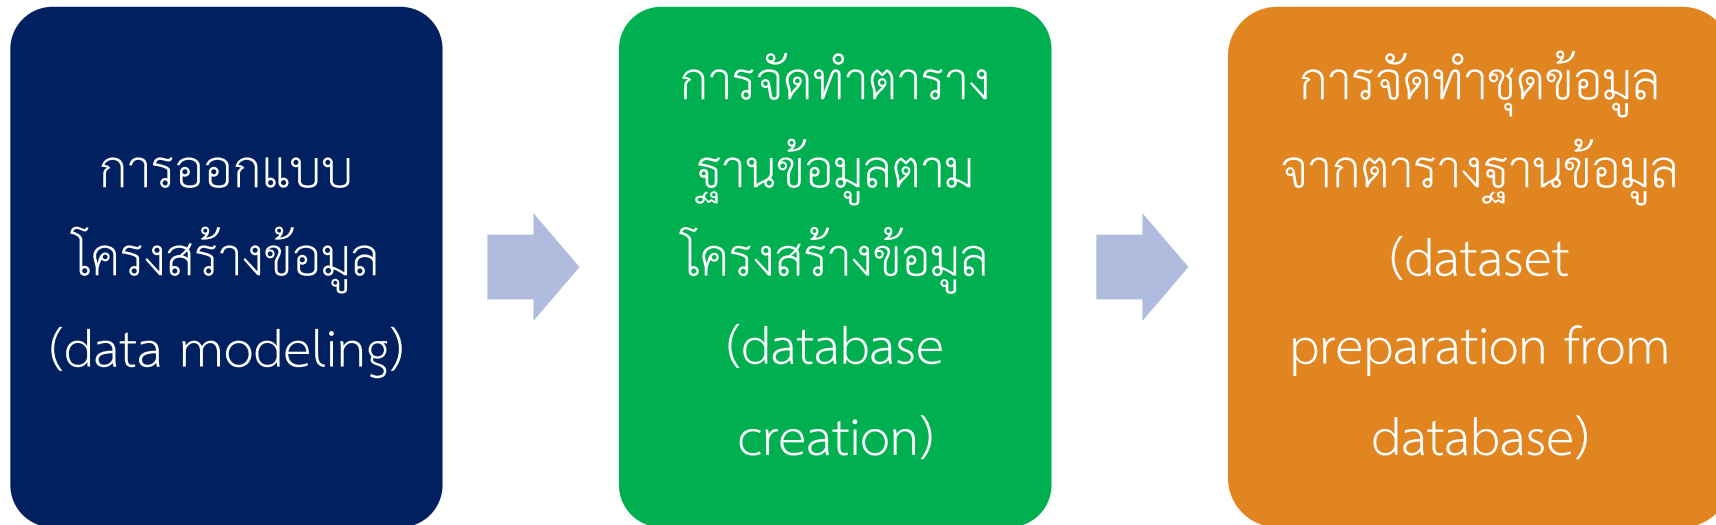 การออกแบบ
โครงสร้างข้อมูล
(data modeling)
การจัดทำตาราง
ฐานข้อมูลตาม
โครงสร้างข้อมูล
(database
creation)
การจัดทำชุดข้อมูล
จากตารางฐานข้อมูล
(dataset
preparation from
database)